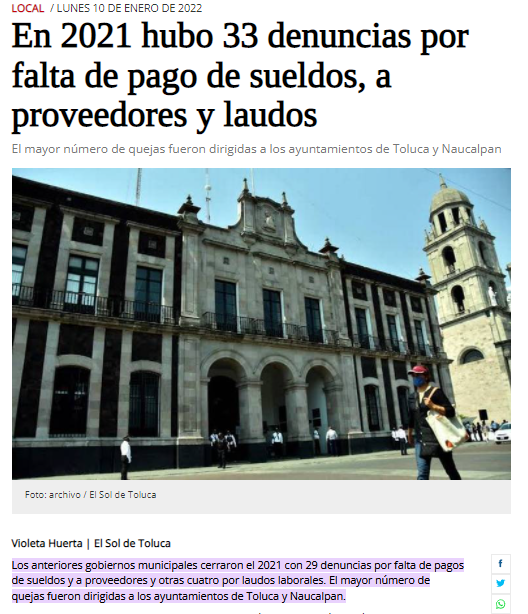 LOCAL / LUNES 10 DE ENERO DE 2022
En 2021 hubo 33 denuncias por
falta de pago de sueldos, a
proveedores y laudos
El mayor número de quejas fueron dirigidas a los ayuntamientos de Toluca y Naucalpan
Foto: archivo / El Sol de Toluca
Violeta Huerta | El Sol de Toluca
Los anteriores gobiernos municipales cerraron el 2021 con 29 denuncias por falta de pagos
de sueldos y a proveedores y otras cuatro por laudos laborales. El mayor número de
quejas fueron dirigidas a los ayuntamientos de Toluca y Naucalpan.